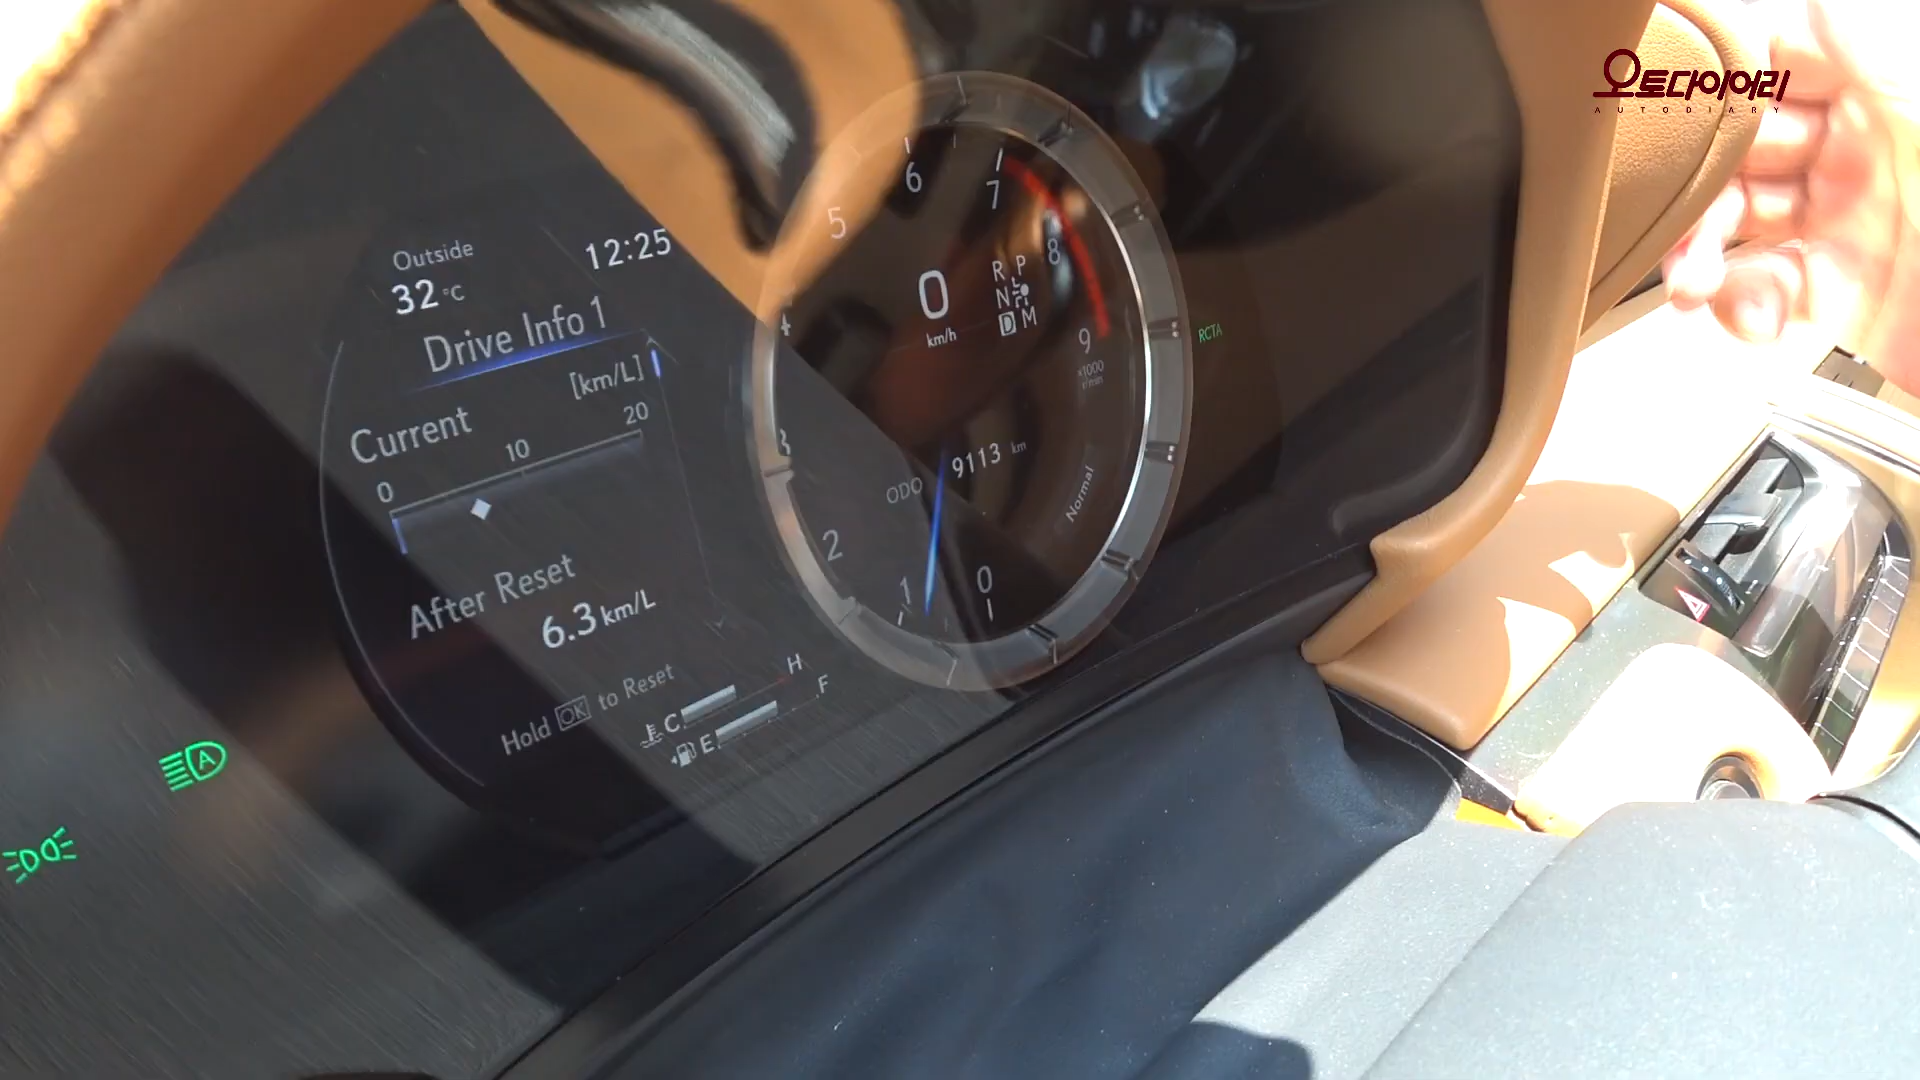 오토다이어리
AUTODIARY
Outside
12:25
32 °C
Drive Info 1
[km/L]
Current
0 10 20
After Reset
6.3 km/L
Hold OK to Reset
C H
E F
0 1 2 3 4 5 6 7 8 9
x1000
r/min
0
km/h
R P
N
D M
ODO 9113 km
Normal
RCTA
A